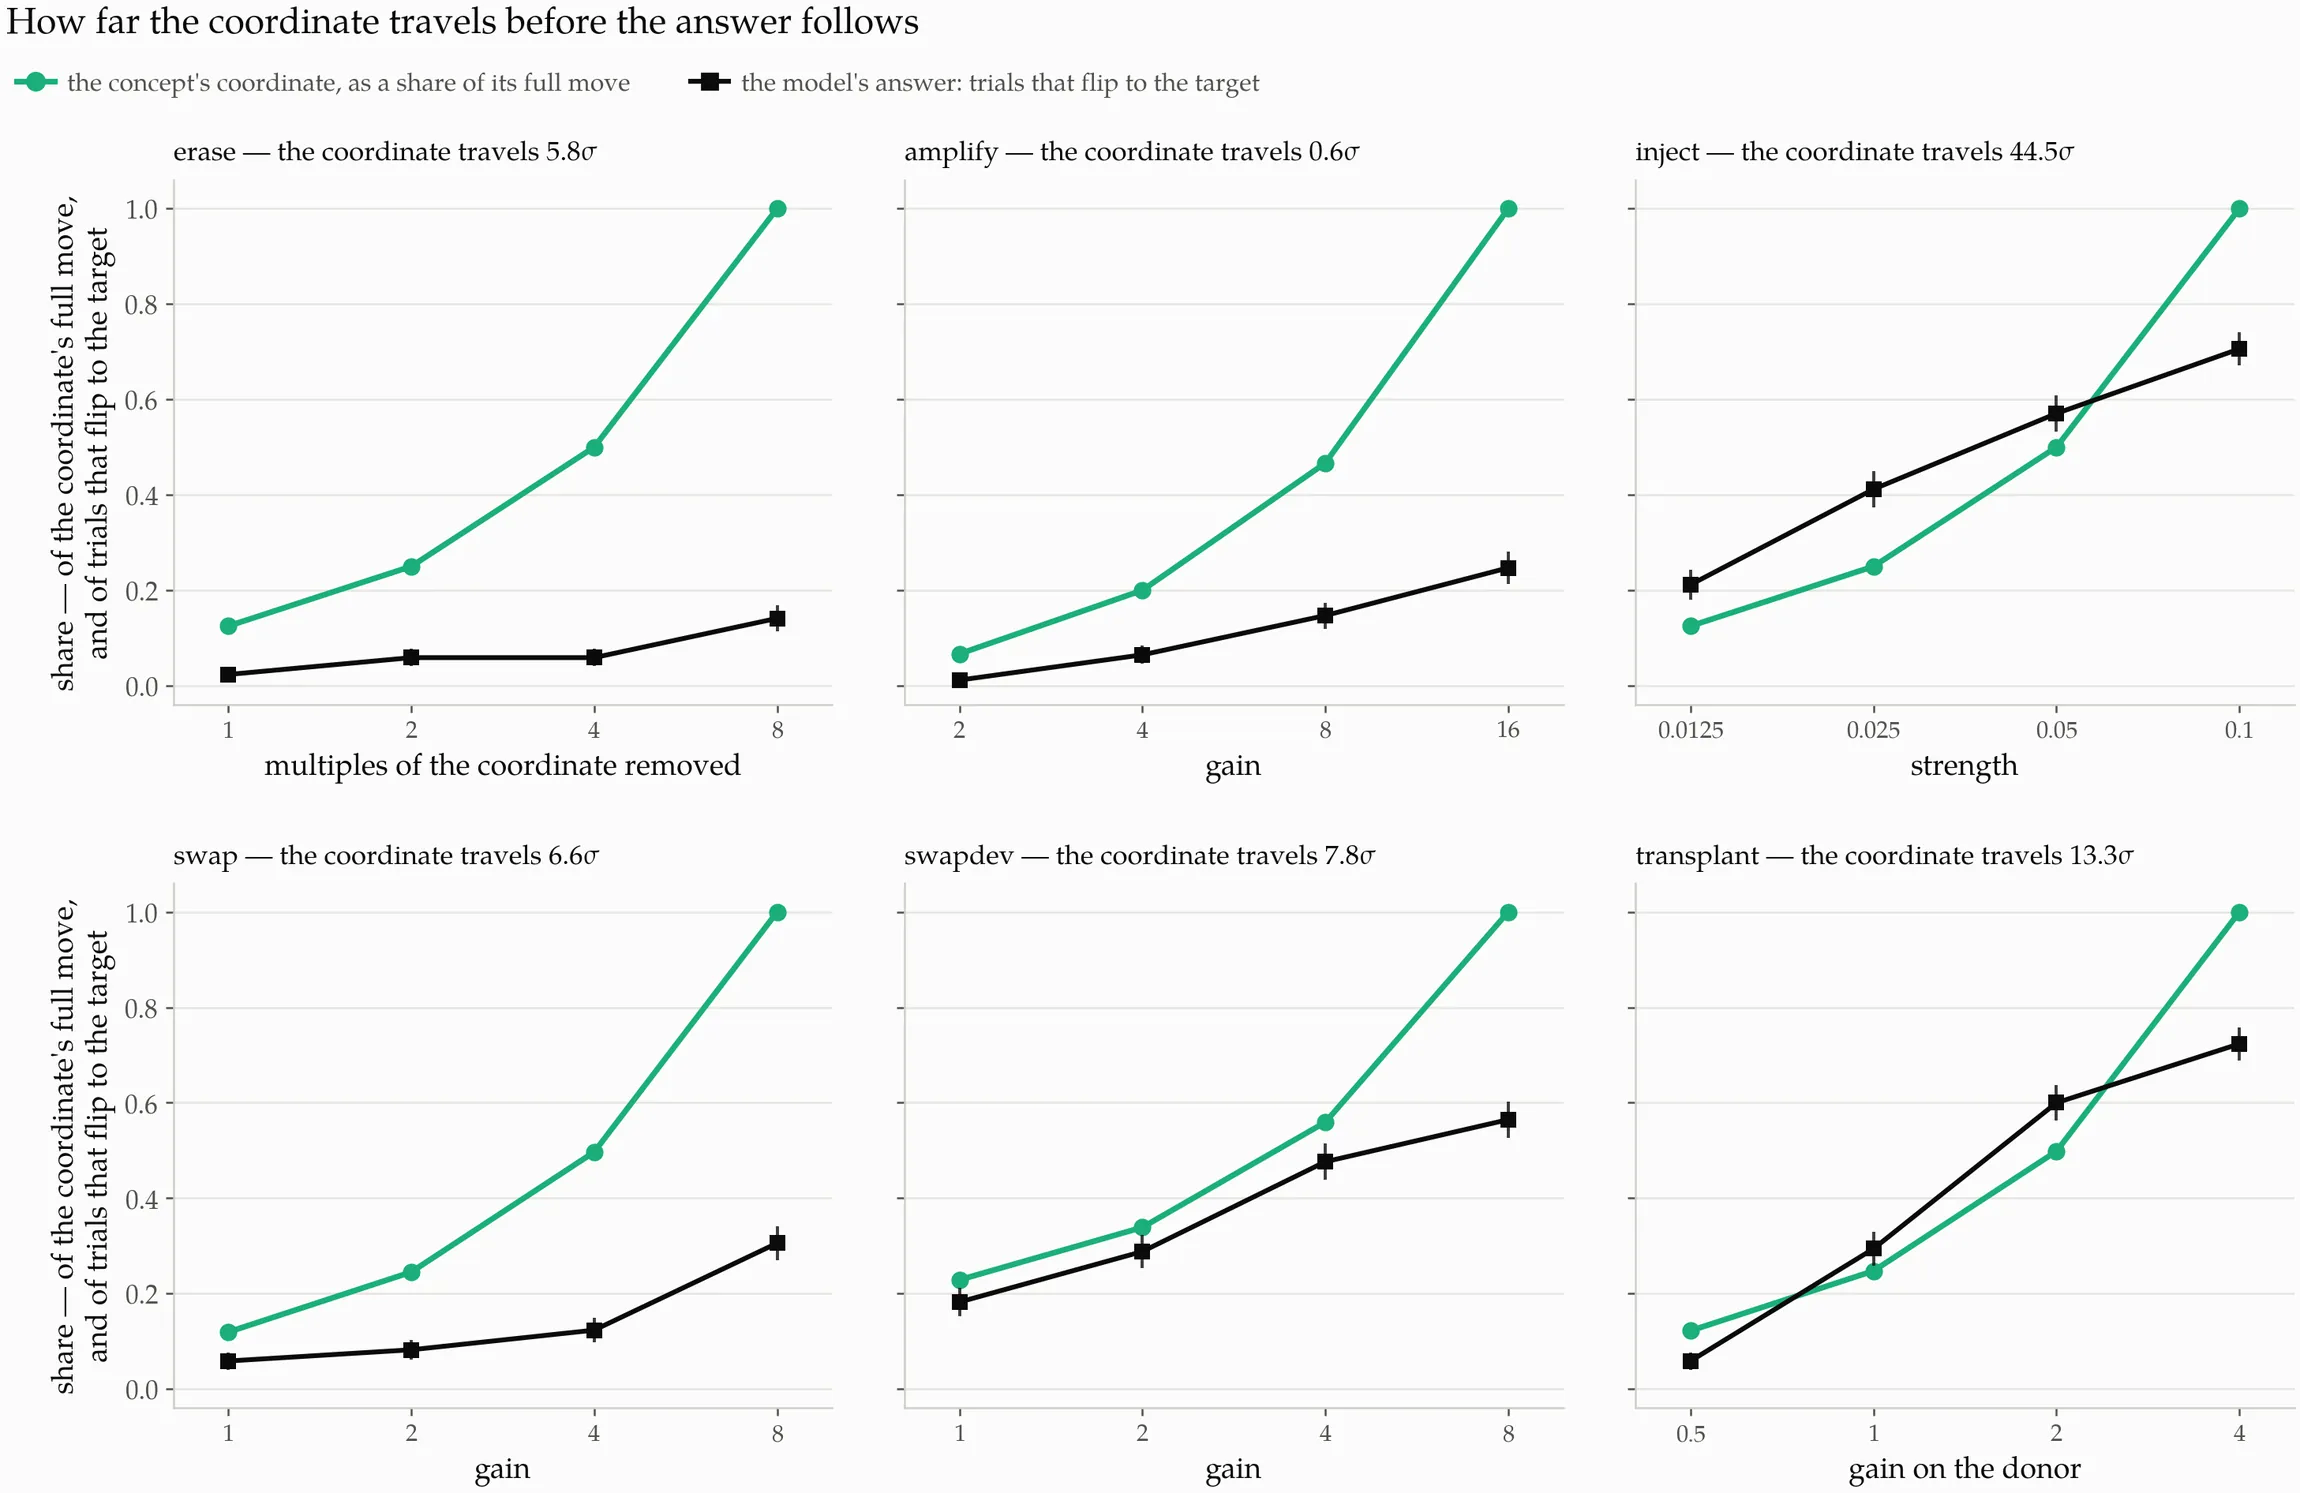 How far the coordinate travels before the answer follows
the concept's coordinate, as a share of its full move
the model's answer: trials that flip to the target
erase — the coordinate travels 5.8σ
amplify — the coordinate travels 0.6σ
inject — the coordinate travels 44.5σ
share — of the coordinate's full move,
and of trials that flip to the target
1.0
0.8
0.6
0.4
0.2
0.0
1 2 4 8
multiples of the coordinate removed
2 4 8 16
gain
0.0125 0.025 0.05 0.1
strength
swap — the coordinate travels 6.6σ
swapdev — the coordinate travels 7.8σ
transplant — the coordinate travels 13.3σ
share — of the coordinate's full move,
and of trials that flip to the target
1.0
0.8
0.6
0.4
0.2
0.0
1 2 4 8
gain
1 2 4 8
gain
0.5 1 2 4
gain on the donor